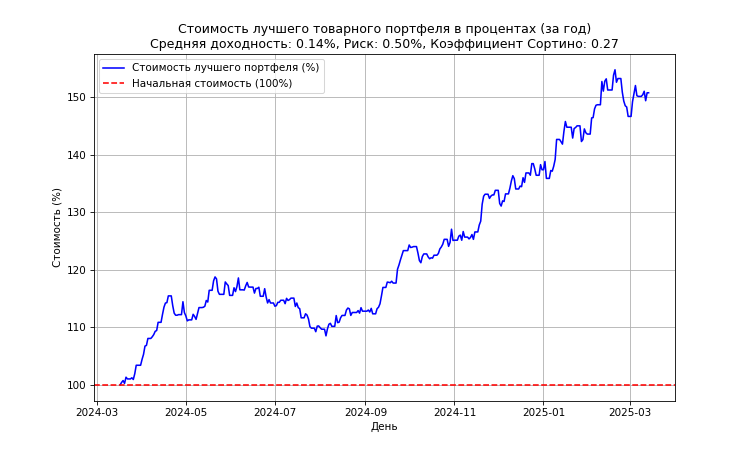 Стоимость лучшего товарного портфеля в процентах (за год)
Средняя доходность: 0.14%, Риск: 0.50%, Коэффициент Сортино: 0.27
Стоимость лучшего портфеля (%)
Начальная стоимость (100%)
Стоимость (%)
150
140
130
120
110
100
2024-03 2024-05 2024-07 2024-09 2024-11 2025-01 2025-03
День